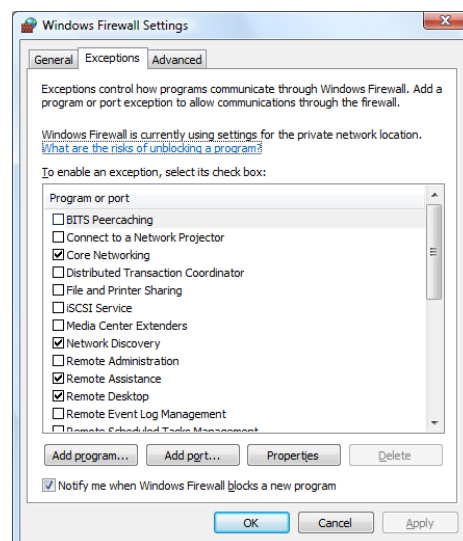 Windows Firewall Settings
General Exceptions Advanced
Exceptions control how programs communicate through Windows Firewall. Add a
program or port exception to allow communications through the firewall.
Windows Firewall is currently using settings for the private network location.
What are the risks of unblocking a program?
To enable an exception, select its check box:
Program or port
BITS Peercaching
Connect to a Network Projector
Core Networking
Distributed Transaction Coordinator
File and Printer Sharing
iSCSI Service
Media Center Extenders
Network Discovery
Remote Administration
Remote Assistance
Remote Desktop
Remote Event Log Management
Remote Scheduled Tasks Management
Add program... Add port... Properties Delete
Notify me when Windows Firewall blocks a new program
OK Cancel Apply